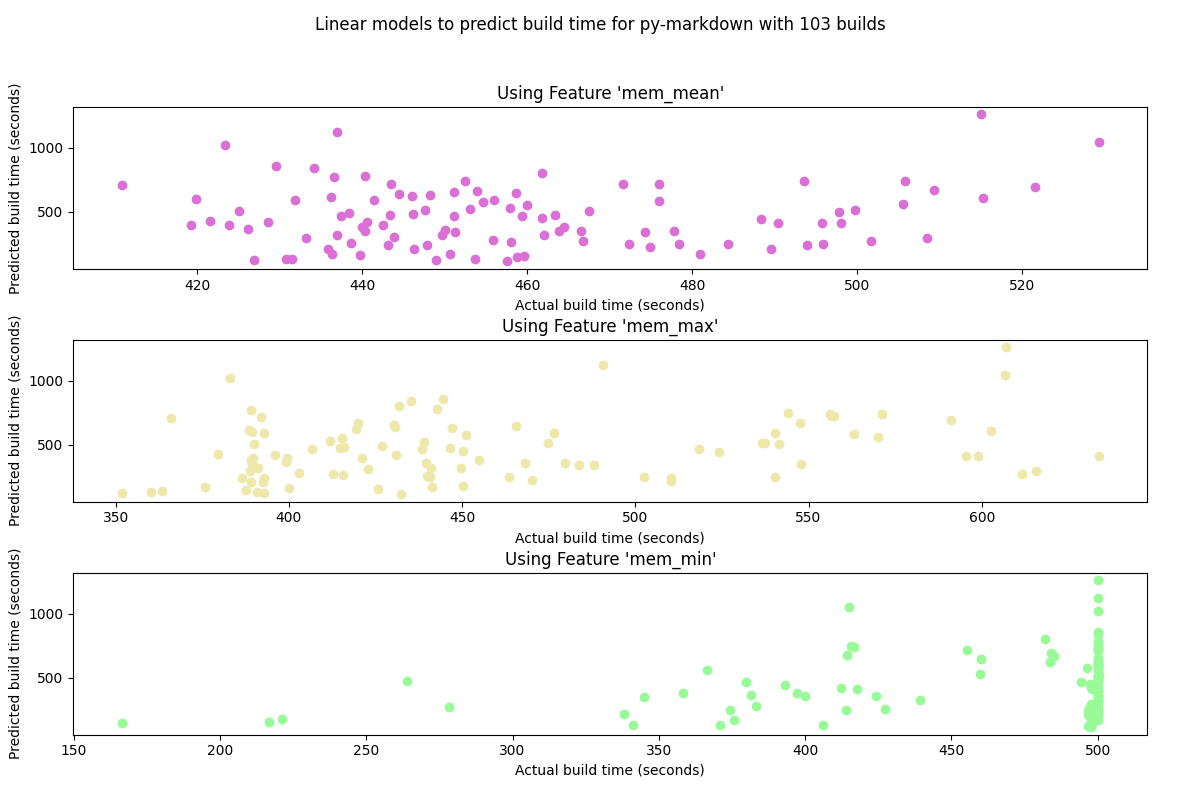 Linear models to predict build time for py-markdown with 103 builds
Using Feature 'mem_mean'
Predicted build time (seconds)
1000
500
420 440 460 480 500 520
Actual build time (seconds)
Using Feature 'mem_max'
Predicted build time (seconds)
1000
500
350 400 450 500 550 600
Actual build time (seconds)
Using Feature 'mem_min'
Predicted build time (seconds)
1000
500
150 200 250 300 350 400 450 500
Actual build time (seconds)